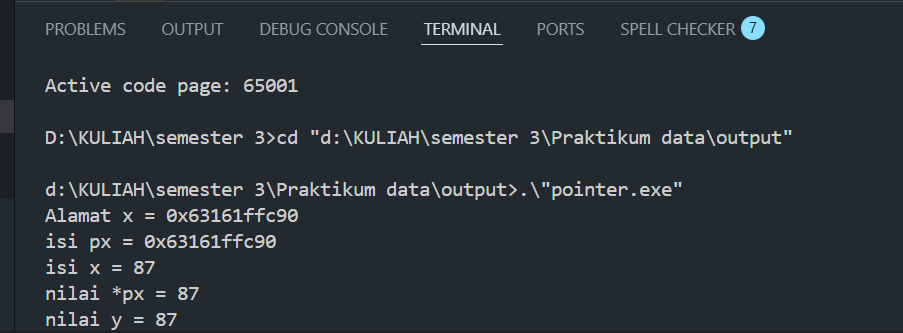 PROBLEMS OUTPUT DEBUG CONSOLE TERMINAL PORTS SPELL CHECKER 7
Active code page: 65001
D:\KULIAH\semester 3>cd "d:\KULIAH\semester 3\Praktikum data\output"
d:\KULIAH\semester 3\Praktikum data\output>.\"pointer.exe"
Alamat x = 0x63161ffc90
isi px = 0x63161ffc90
isi x = 87
nilai *px = 87
nilai y = 87